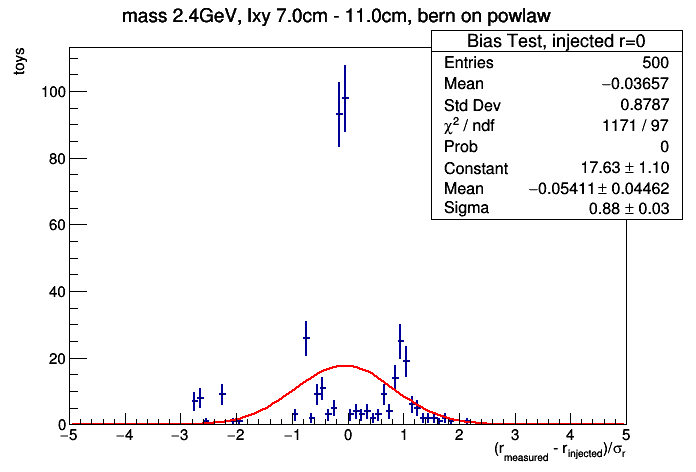 mass 2.4GeV, lxy 7.0cm - 11.0cm, bern on powlaw
toys
Bias Test, injected r=0
Entries 500
Mean −0.03657
Std Dev 0.8787
χ² / ndf 1171 / 97
Prob 0
Constant 17.63 ± 1.10
Mean −0.05411 ± 0.04462
Sigma 0.88 ± 0.03
100
80
60
40
20
0
−5 −4 −3 −2 −1 0 1 2 3 4 5
(r_measured - r_injected)/σ_r